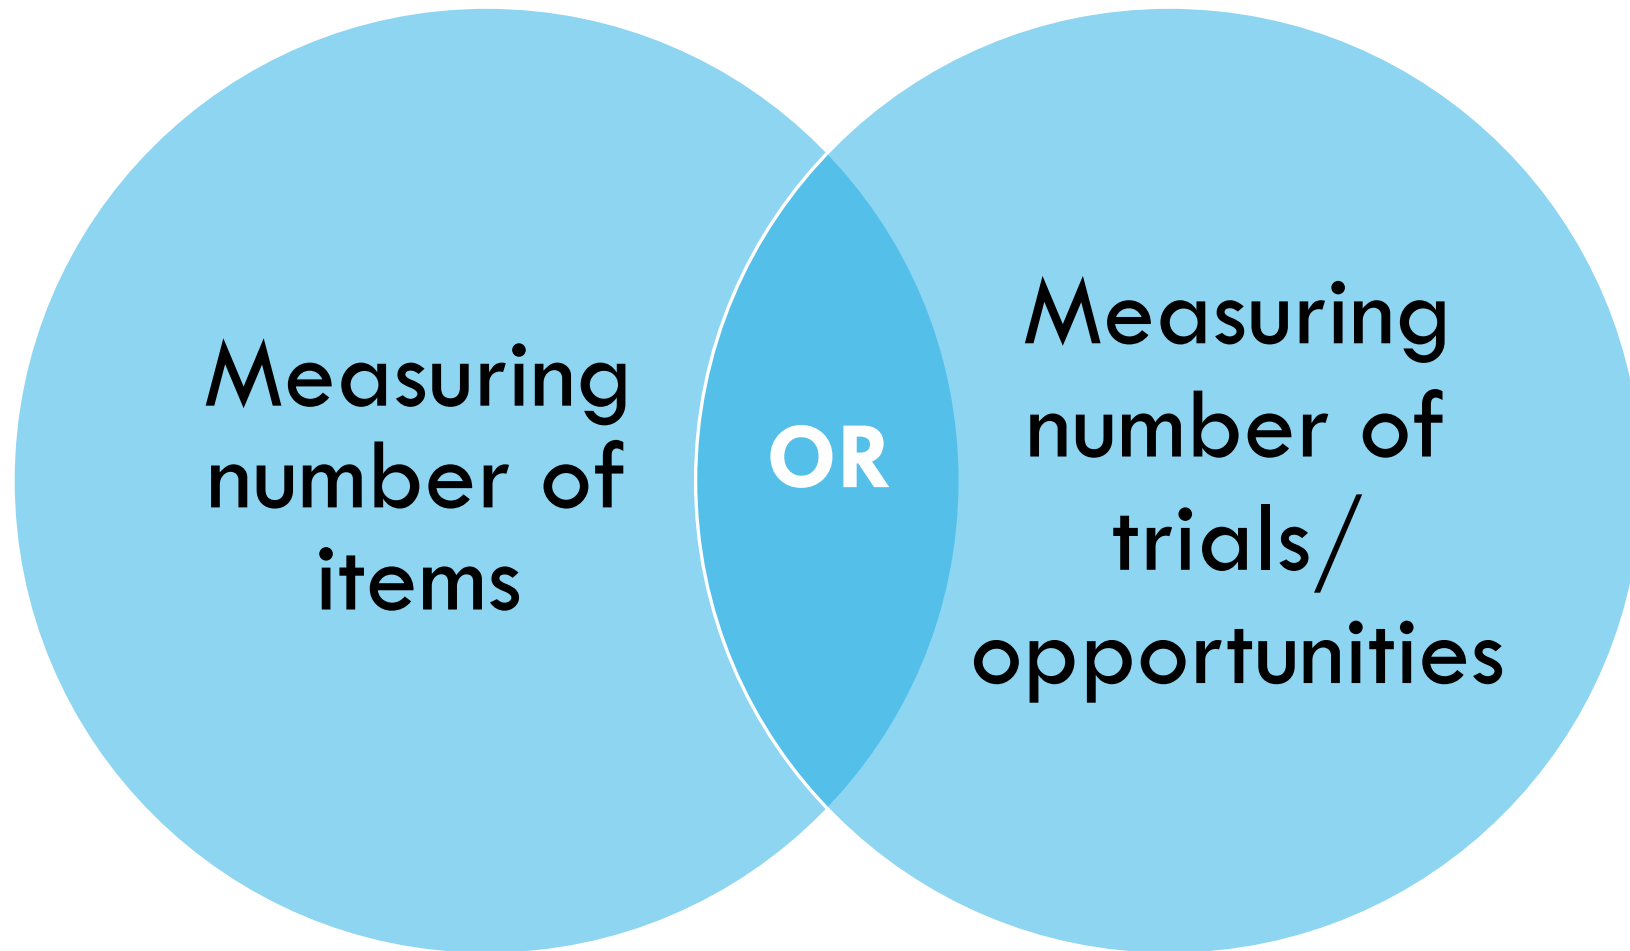 Measuring
number of
items
OR
Measuring
number of
trials/
opportunities